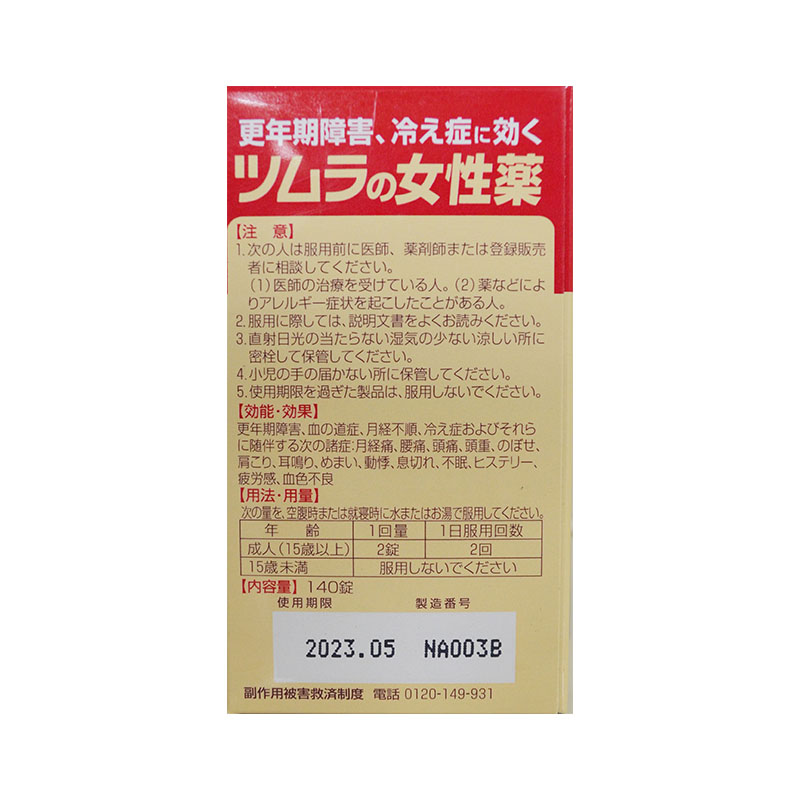 更年期障害、冷え症に効く
ツムラの女性薬
【注　意】
1.次の人は服用前に医師、薬剤師または登録販売
者に相談してください。
(1)医師の治療を受けている人。(2)薬などによ
りアレルギー症状を起こしたことがある人。
2.服用に際しては、説明文書をよくお読みください。
3.直射日光の当たらない湿気の少ない涼しい所に
密栓して保管してください。
4.小児の手の届かない所に保管してください。
5.使用期限を過ぎた製品は、服用しないでください。
【効能・効果】
更年期障害、血の道症、月経不順、冷え症およびそれら
に随伴する次の諸症:月経痛、腰痛、頭痛、頭重、のぼせ、
肩こり、耳鳴り、めまい、動悸、息切れ、不眠、ヒステリー、
疲労感、血色不良
【用法・用量】
次の量を、空腹時または就寝時に水またはお湯で服用してください。
年　齢 1回量 1日服用回数
成人(15歳以上) 2錠 2回
15歳未満 服用しないでください
【内容量】140錠
使用期限 製造番号
2023.05 NA003B
副作用被害救済制度 電話 0120-149-931